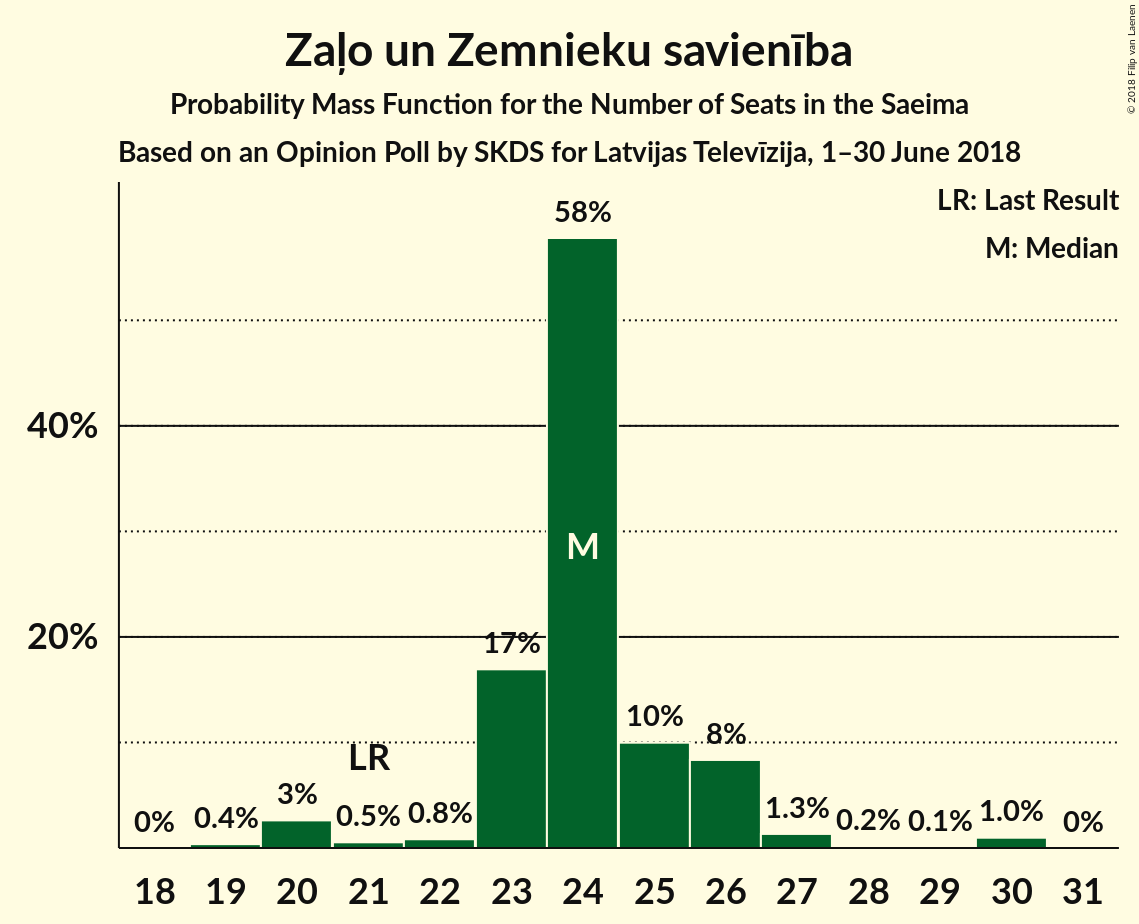 Zaļo un Zemnieku savienība
Probability Mass Function for the Number of Seats in the Saeima
Based on an Opinion Poll by SKDS for Latvijas Televīzija, 1–30 June 2018
© 2018 Filip van Laenen
LR: Last Result
M: Median
58%
40%
M
20%
17%
10%
8%
LR
3%
0%
0.4%
0.5%
0.8%
1.3%
0.2%
0.1%
1.0%
0%
18 19 20 21 22 23 24 25 26 27 28 29 30 31